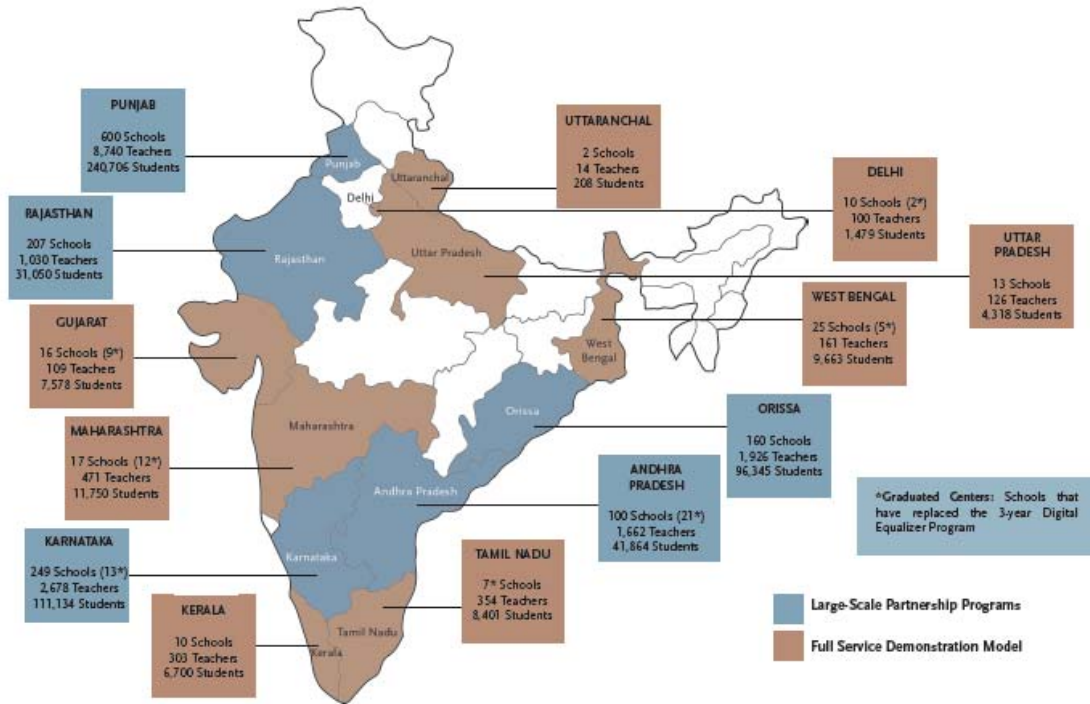 PUNJAB
600 Schools
8,740 Teachers
240,706 Students
RAJASTHAN
207 Schools
1,030 Teachers
31,050 Students
GUJARAT
16 Schools (9*)
109 Teachers
7,578 Students
MAHARASHTRA
17 Schools (12*)
471 Teachers
11,750 Students
KARNATAKA
249 Schools (13*)
2,678 Teachers
111,134 Students
KERALA
10 Schools
303 Teachers
6,700 Students
Punjab
Uttaranchal
Delhi
Rajasthan
Uttar Pradesh
West
Bengal
Orissa
Maharashtra
Andhra Pradesh
Karnataka
Tamil Nadu
Kerala
UTTARANCHAL
2 Schools
14 Teachers
208 Students
DELHI
10 Schools (2*)
100 Teachers
1,479 Students
UTTAR
PRADESH
13 Schools
126 Teachers
4,318 Students
WEST BENGAL
25 Schools (5*)
161 Teachers
9,663 Students
ORISSA
160 Schools
1,926 Teachers
96,345 Students
ANDHRA
PRADESH
100 Schools (21*)
1,662 Teachers
41,864 Students
TAMIL NADU
7* Schools
354 Teachers
8,401 Students
*Graduated Centers: Schools that
have replaced the 3-year Digital
Equalizer Program
Large-Scale Partnership Programs
Full Service Demonstration Model